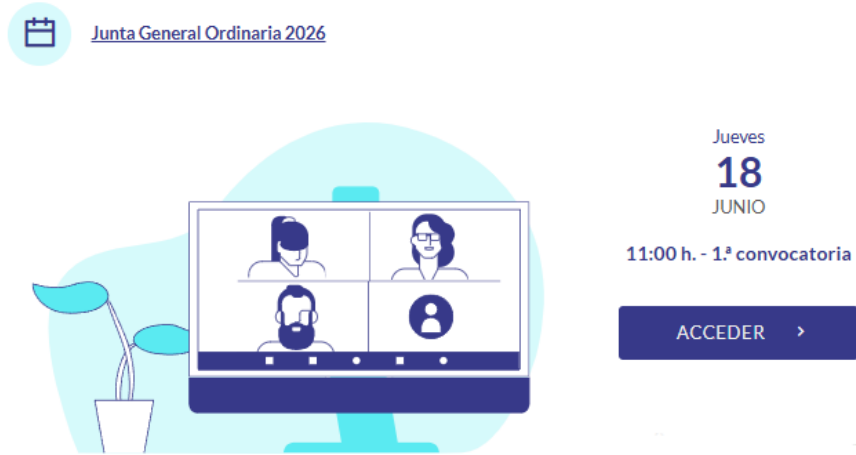 Junta General Ordinaria 2026
Jueves
18
JUNIO
11:00 h. - 1.ª convocatoria
ACCEDER >